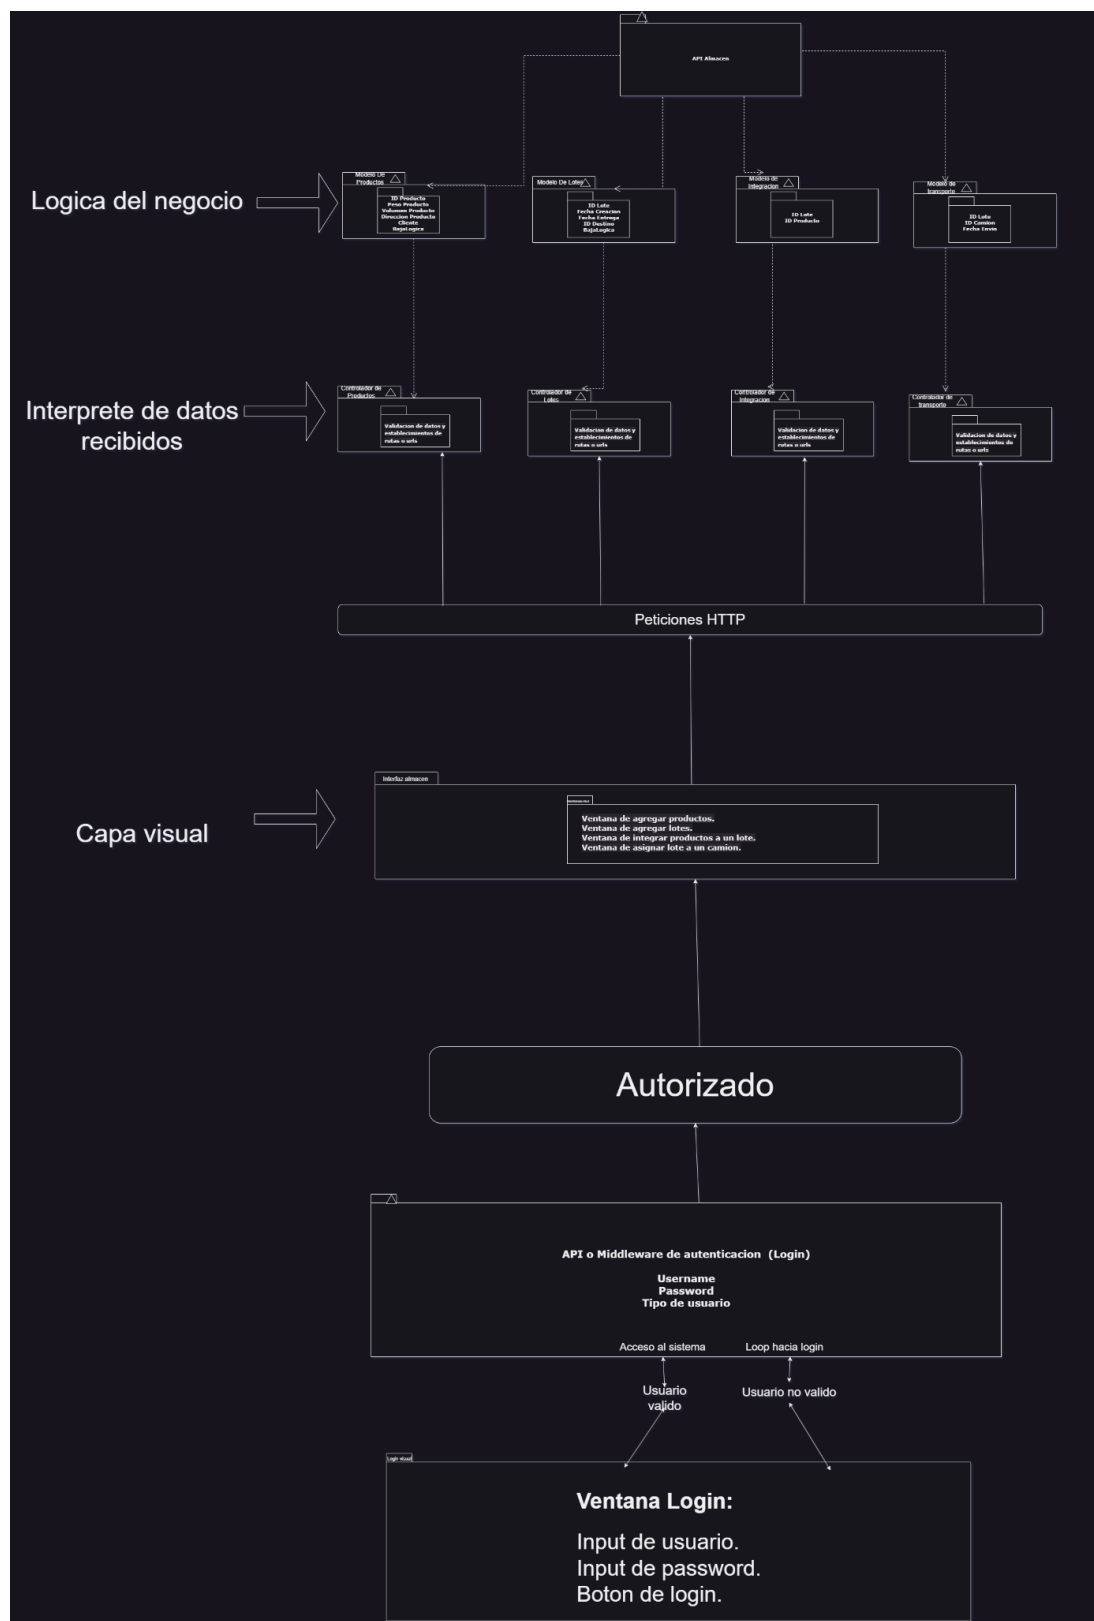 API Almacen
Logica del negocio
Modelo De
Productos
ID Producto
Peso Producto
Volumen Producto
Direccion Producto
Cliente
BajaLogica
Modelo De Lotes
ID Lote
Fecha Creacion
Fecha Entrega
ID Destino
BajaLogica
Modelo de
Integracion
ID Lote
ID Producto
Modelo de
transporte
ID Lote
ID Camion
Fecha Envio
Interprete de datos
recibidos
Controlador de
Productos
Validacion de datos y
establecimientos de
rutas o urls
Controlador de
Lotes
Validacion de datos y
establecimientos de
rutas o urls
Controlador de
Integracion
Validacion de datos y
establecimientos de
rutas o urls
Controlador de
transporte
Validacion de datos y
establecimientos de
rutas o urls
Peticiones HTTP
Capa visual
Interfaz almacen
Ventana de agregar productos.
Ventana de agregar lotes.
Ventana de integrar productos a un lote.
Ventana de asignar lote a un camion.
Autorizado
API o Middleware de autenticacion (Login)
Username
Password
Tipo de usuario
Acceso al sistema
Loop hacia login
Usuario
valido
Usuario no valido
Login visual
Ventana Login:
Input de usuario.
Input de password.
Boton de login.